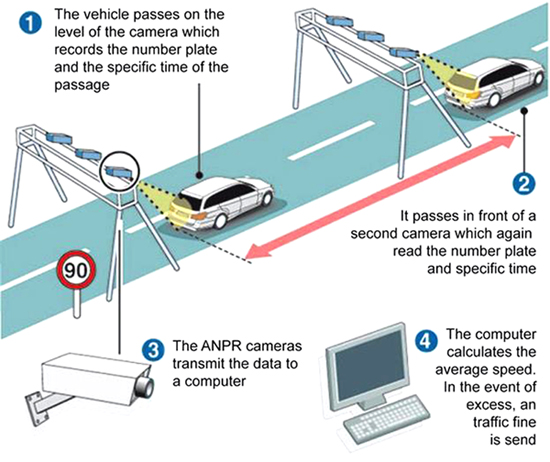 1 The vehicle passes on the
level of the camera which
records the number plate
and the specific time of the
passage
2
It passes in front of a
second camera which again
read the number plate
and specific time
90
3 The ANPR cameras
transmit the data to
a computer
4 The computer
calculates the
average speed.
In the event of
excess, an
traffic fine
is send